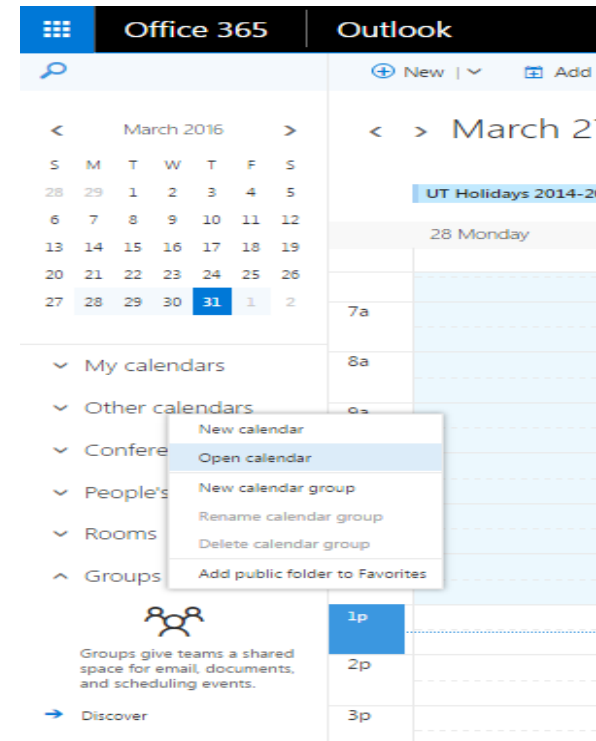 Office 365
Outlook
New
Add
March 2016
March 2
S M T W T F S
28 29 1 2 3 4 5
6 7 8 9 10 11 12
13 14 15 16 17 18 19
20 21 22 23 24 25 26
27 28 29 30 31 1 2
UT Holidays 2014-2
28 Monday
7a
8a
My calendars
Other calendars
New calendar
Open calendar
New calendar group
Rename calendar group
Delete calendar group
Add public folder to Favorites
Confere
People's
Rooms
Groups
Groups give teams a shared
space for email, documents,
and scheduling events.
Discover
9a
1p
2p
3p